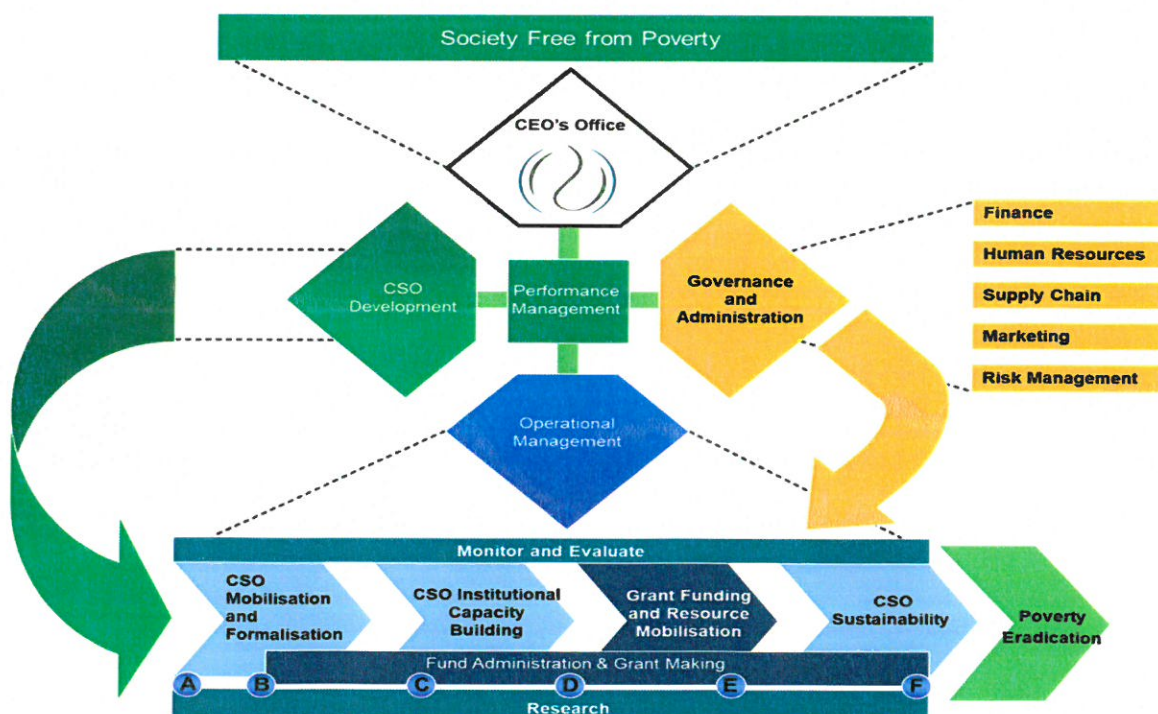 Society Free from Poverty
CEO's Office
CSO
Development
Performance
Management
Governance
and
Administration
Finance
Human Resources
Supply Chain
Marketing
Risk Management
Operational
Management
Monitor and Evaluate
CSO
Mobilisation
and
Formalisation
CSO Institutional
Capacity
Building
Grant Funding
and Resource
Mobilisation
CSO
Sustainability
Poverty
Eradication
Fund Administration & Grant Making
A B C D E F
Research